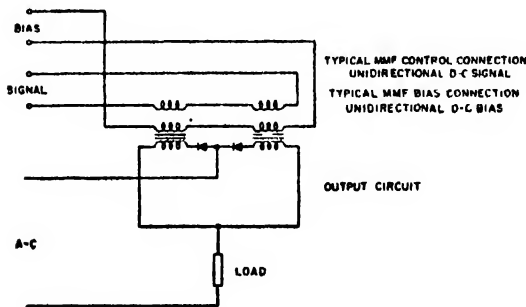 BIAS
SIGNAL
TYPICAL MMF CONTROL CONNECTION
UNIDIRECTIONAL D-C SIGNAL
TYPICAL MMF BIAS CONNECTION
UNIDIRECTIONAL D-C BIAS
OUTPUT CIRCUIT
A-C
LOAD